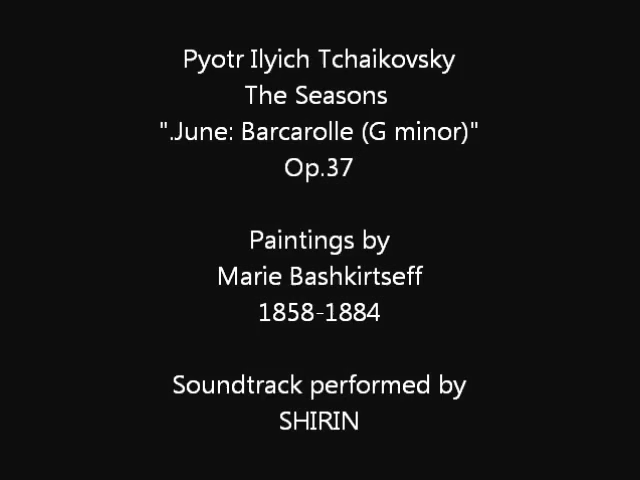 Pyotr Ilyich Tchaikovsky
The Seasons
".June: Barcarolle (G minor)"
Op.37
Paintings by
Marie Bashkirtseff
1858-1884
Soundtrack performed by
SHIRIN